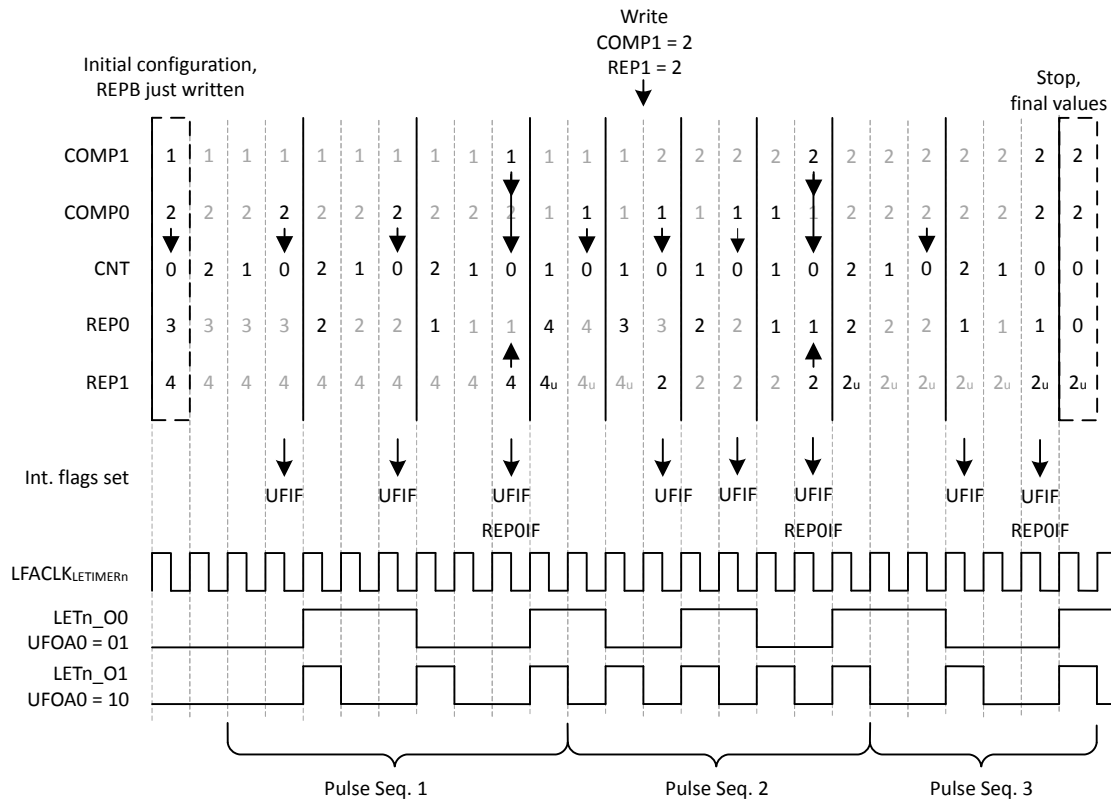 Write
COMP1 = 2
REP1 = 2
Initial configuration,
REPB just written
Stop,
final values
COMP1 1 1 1 1 1 1 1 1 1 1 1 1 1 2 2 2 2 2 2 2 2 2 2 2 2
COMP0 2 2 2 2 2 2 2 2 2 2 1 1 1 1 1 1 1 1 2 2 2 2 2 2 2
CNT 0 2 1 0 2 1 0 2 1 0 1 0 1 0 1 0 1 0 2 1 0 2 1 0 0
REP0 3 3 3 3 2 2 2 1 1 1 4 4 3 3 2 2 1 1 2 2 2 1 1 1 0
REP1 4 4 4 4 4 4 4 4 4 4 4u 4u 4u 2 2 2 2 2 2u 2u 2u 2u 2u 2u 2u
Int. flags set
UFIF UFIF UFIF UFIF UFIF UFIF UFIF UFIF
REP0IF REP0IF REP0IF
LFACLKLETIMERn
LETn_O0
UFOA0 = 01
LETn_O1
UFOA0 = 10
Pulse Seq. 1 Pulse Seq. 2 Pulse Seq. 3